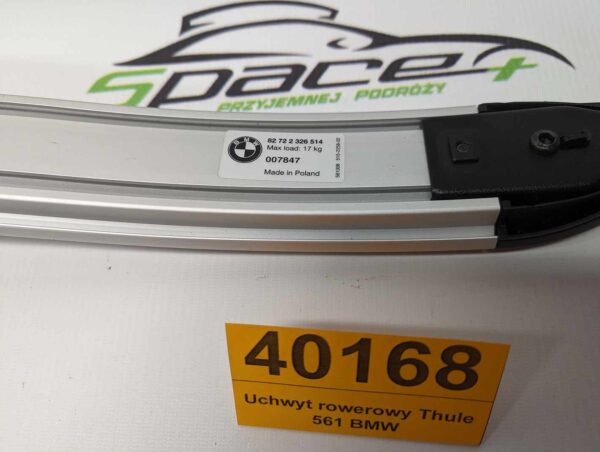 Space+
PRZYJEMNEJ PODRÓŻY
BMW
82 72 2 326 514
Max load: 17 kg
007847
Made in Poland
40168
Uchwyt rowerowy Thule
561 BMW